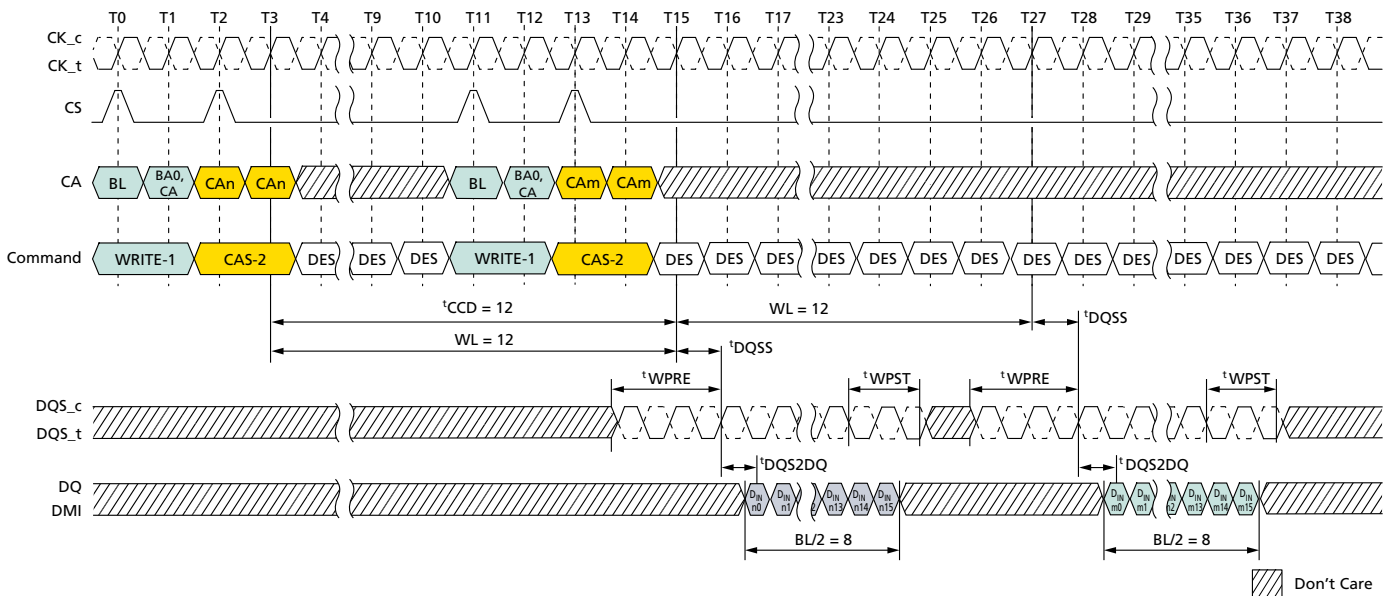 T0 T1 T2 T3 T4 T9 T10 T11 T12 T13 T14 T15 T16 T17 T23 T24 T25 T26 T27 T28 T29 T35 T36 T37 T38
CK_c
CK_t
CS
CA BL BA0, CA CAn CAn BL BA0, CA CAm CAm
Command WRITE-1 CAS-2 DES DES DES WRITE-1 CAS-2 DES DES DES DES DES DES DES DES DES DES DES DES DES DES
tCCD = 12 WL = 12 tDQSS
WL = 12 tDQSS
tWPRE tWPST tWPRE tWPST
DQS_c
DQS_t
tDQS2DQ tDQS2DQ
DQ
DMI
DIN n0 DIN n1 DIN n13 DIN n14 DIN n15 DIN m0 DIN m1 DIN m13 DIN m14 DIN m15
BL/2 = 8 BL/2 = 8
Don't Care